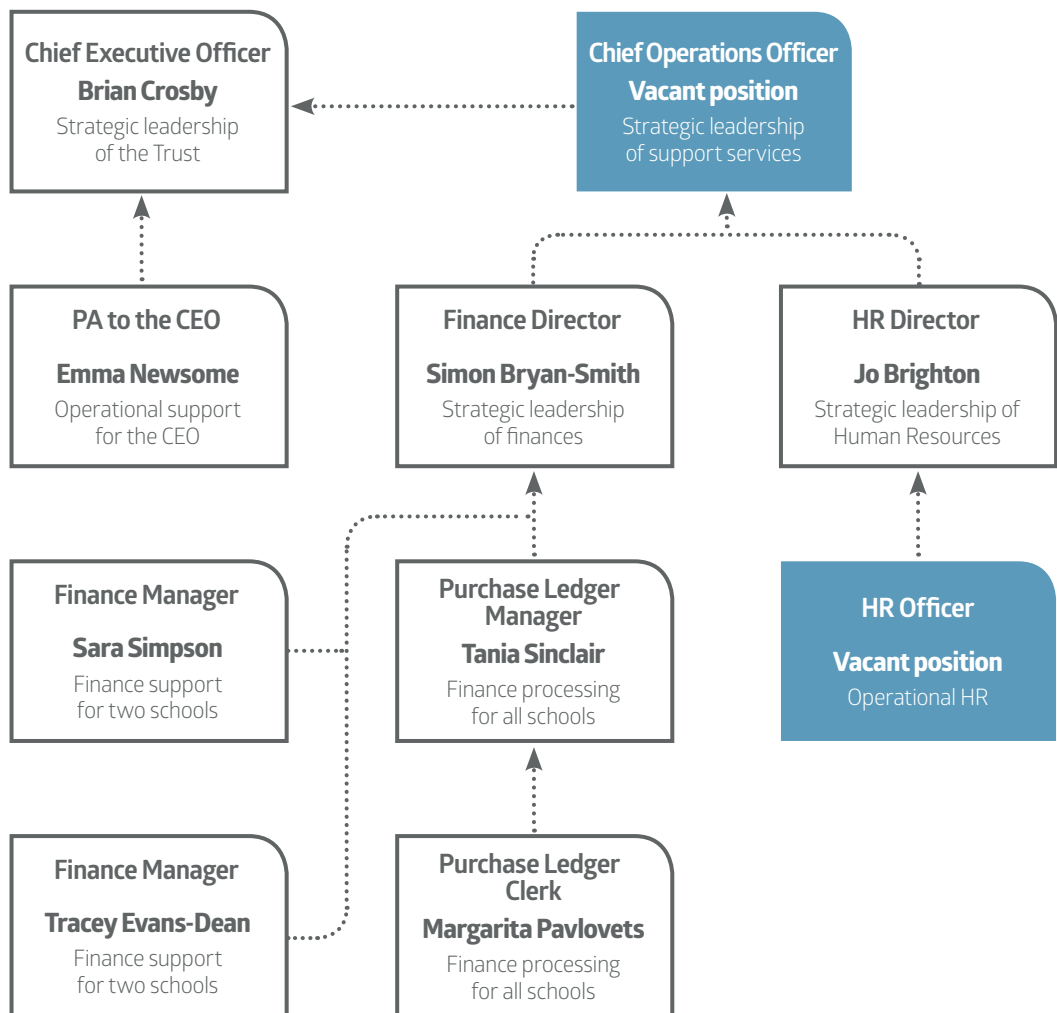 Chief Executive Officer
Brian Crosby
Strategic leadership
of the Trust
Chief Operations Officer
Vacant position
Strategic leadership
of support services
PA to the CEO
Emma Newsome
Operational support
for the CEO
Finance Director
Simon Bryan-Smith
Strategic leadership
of finances
HR Director
Jo Brighton
Strategic leadership of
Human Resources
Finance Manager
Sara Simpson
Finance support
for two schools
Purchase Ledger
Manager
Tania Sinclair
Finance processing
for all schools
HR Officer
Vacant position
Operational HR
Finance Manager
Tracey Evans-Dean
Finance support
for two schools
Purchase Ledger
Clerk
Margarita Pavlovets
Finance processing
for all schools